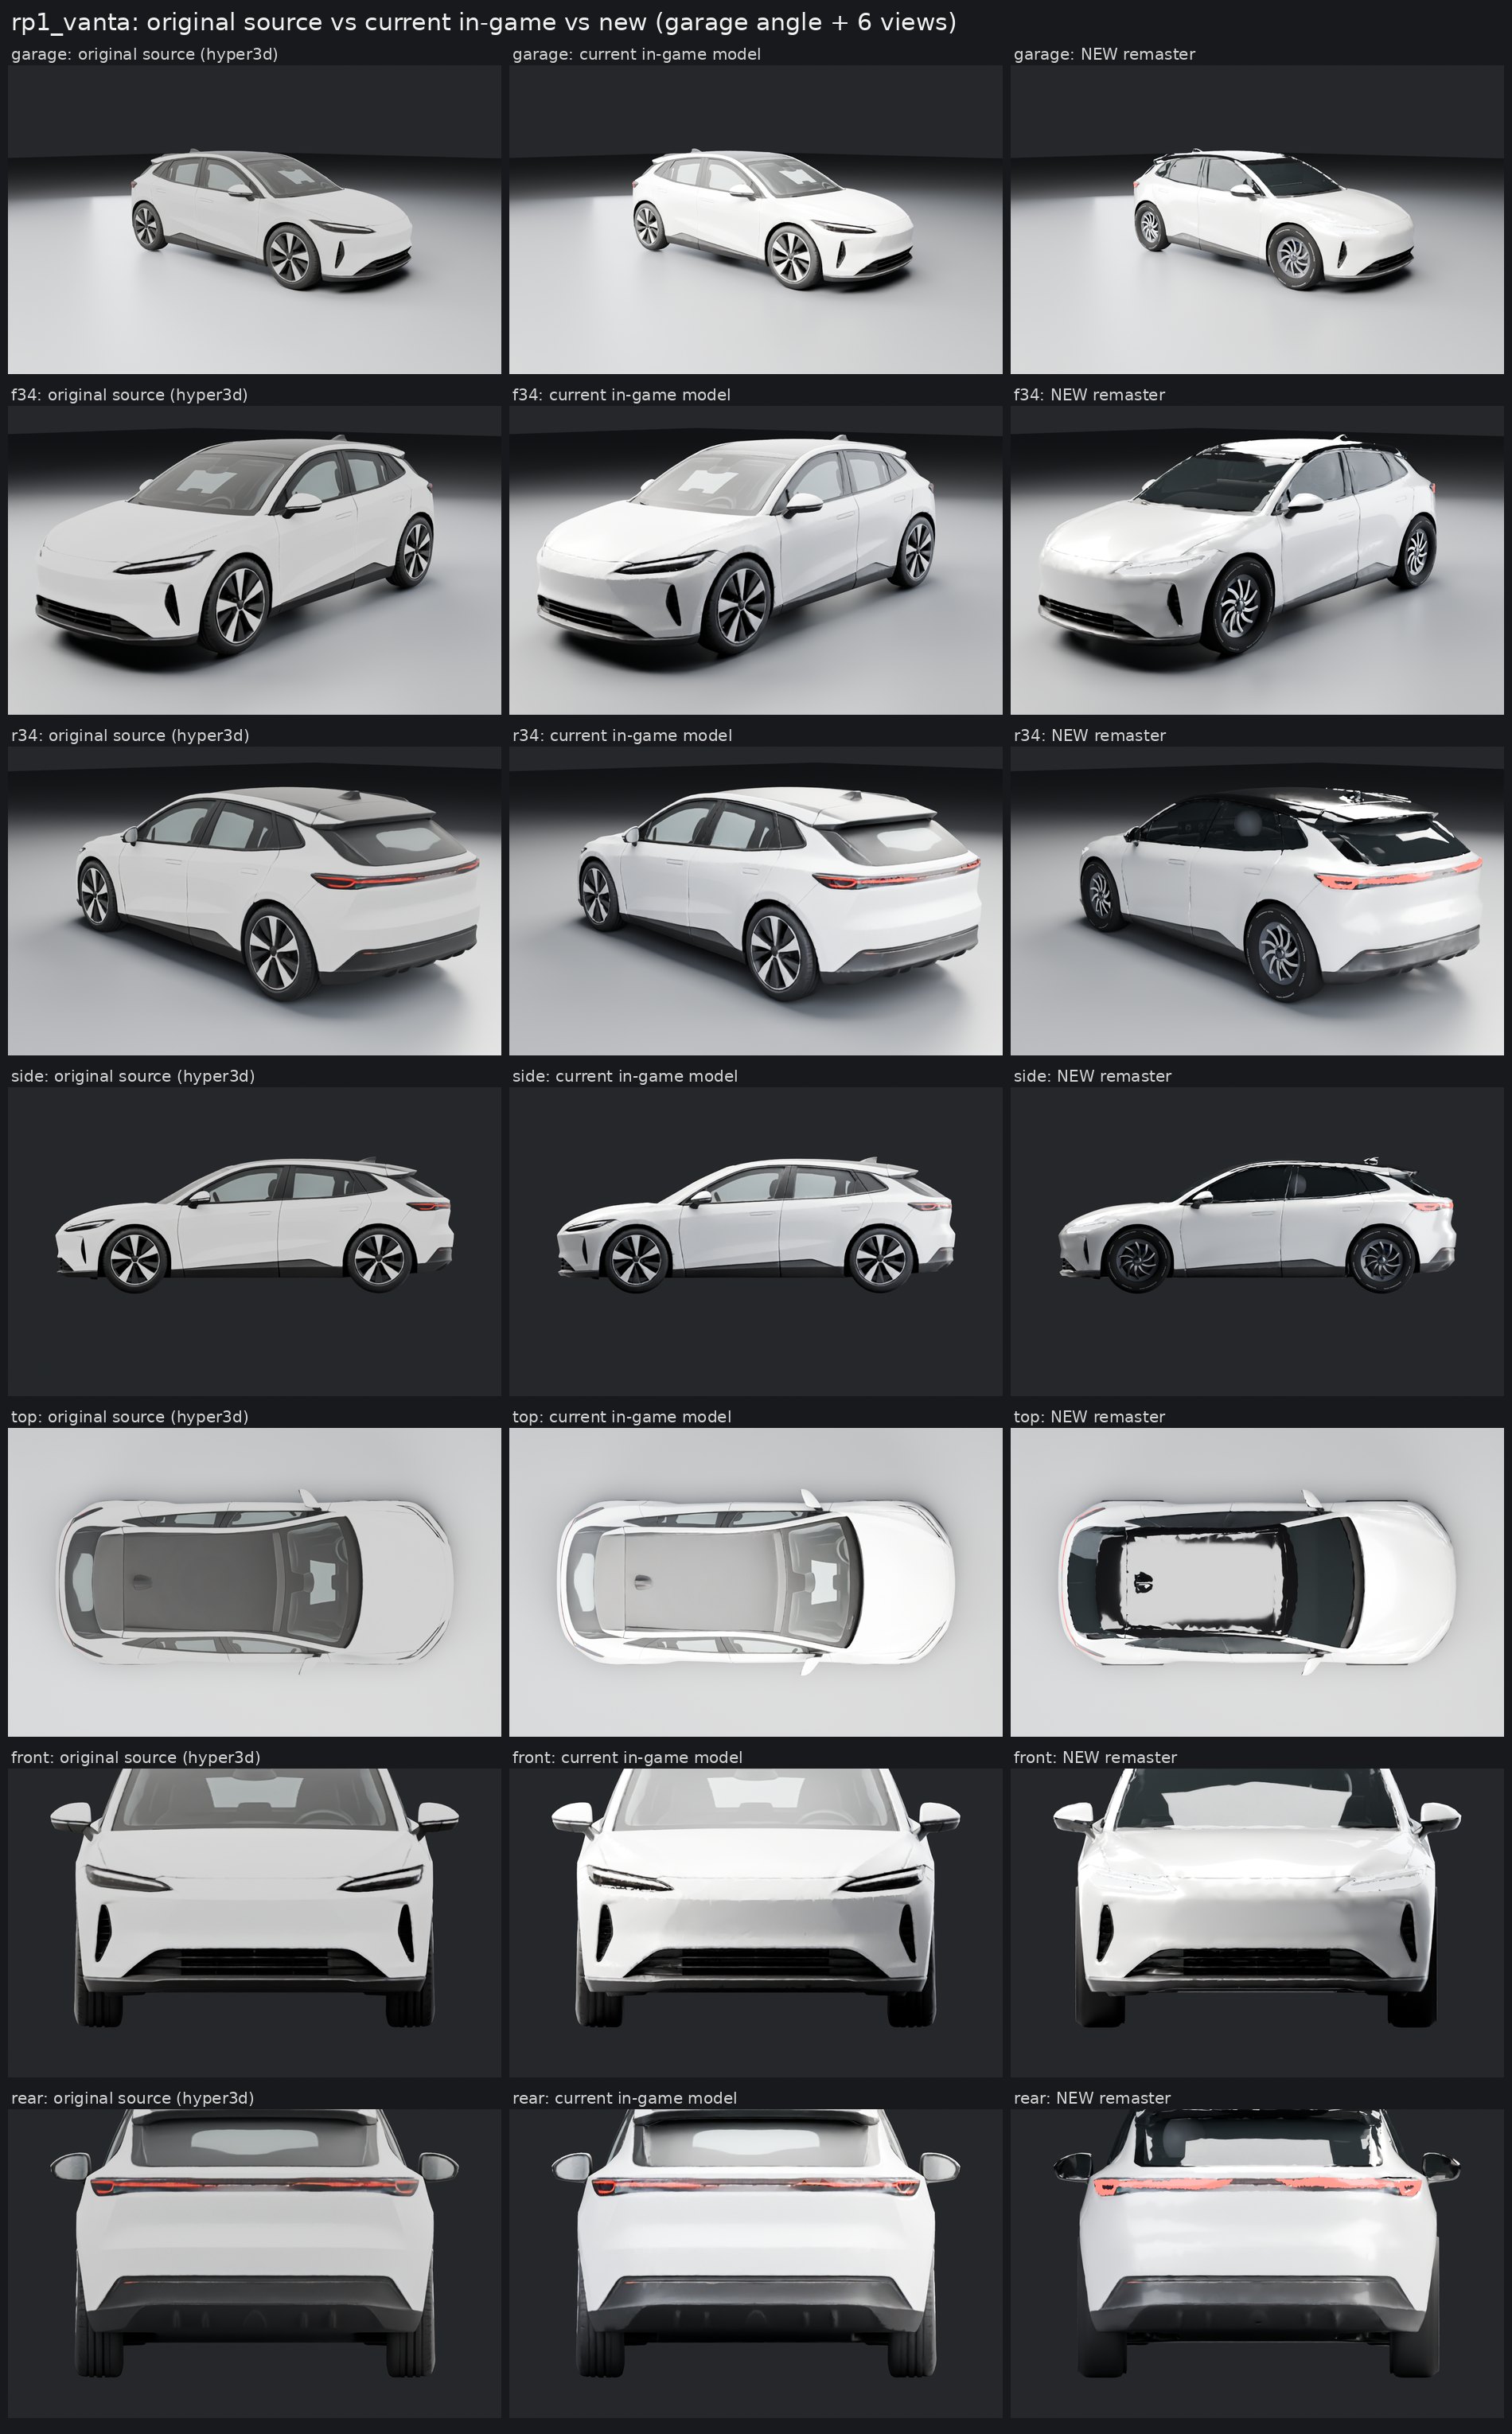 rp1_vanta: original source vs current in-game vs new (garage angle + 6 views)
garage: original source (hyper3d)
garage: current in-game model
garage: NEW remaster
f34: original source (hyper3d)
f34: current in-game model
f34: NEW remaster
r34: original source (hyper3d)
r34: current in-game model
r34: NEW remaster
side: original source (hyper3d)
side: current in-game model
side: NEW remaster
top: original source (hyper3d)
top: current in-game model
top: NEW remaster
front: original source (hyper3d)
front: current in-game model
front: NEW remaster
rear: original source (hyper3d)
rear: current in-game model
rear: NEW remaster